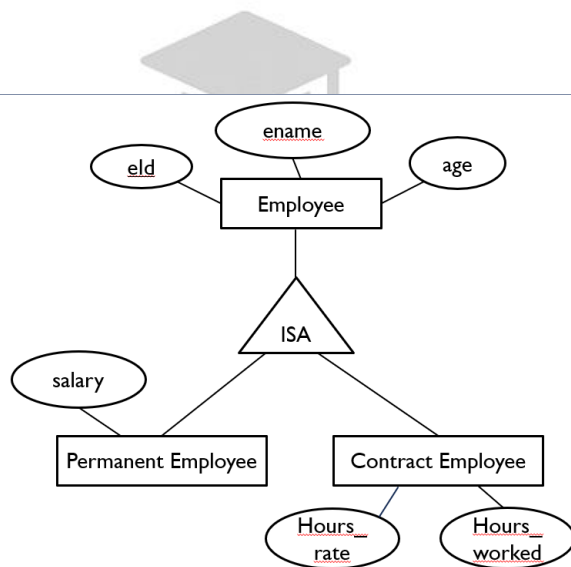 ename
eId
age
Employee
ISA
salary
Permanent Employee
Contract Employee
Hours_
rate
Hours_
worked